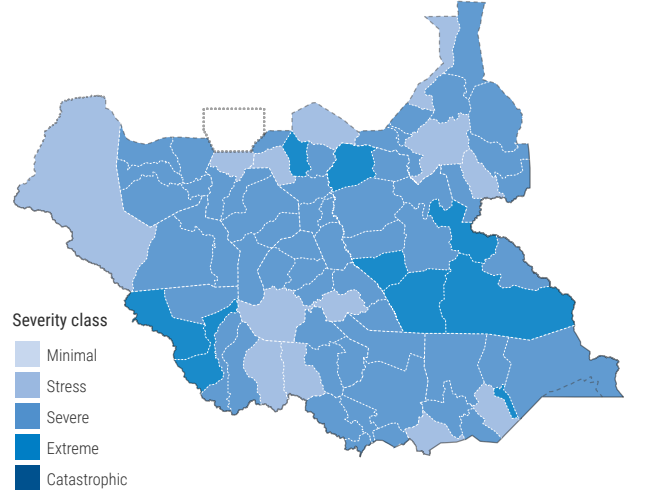 Severity class
Minimal
Stress
Severe
Extreme
Catastrophic